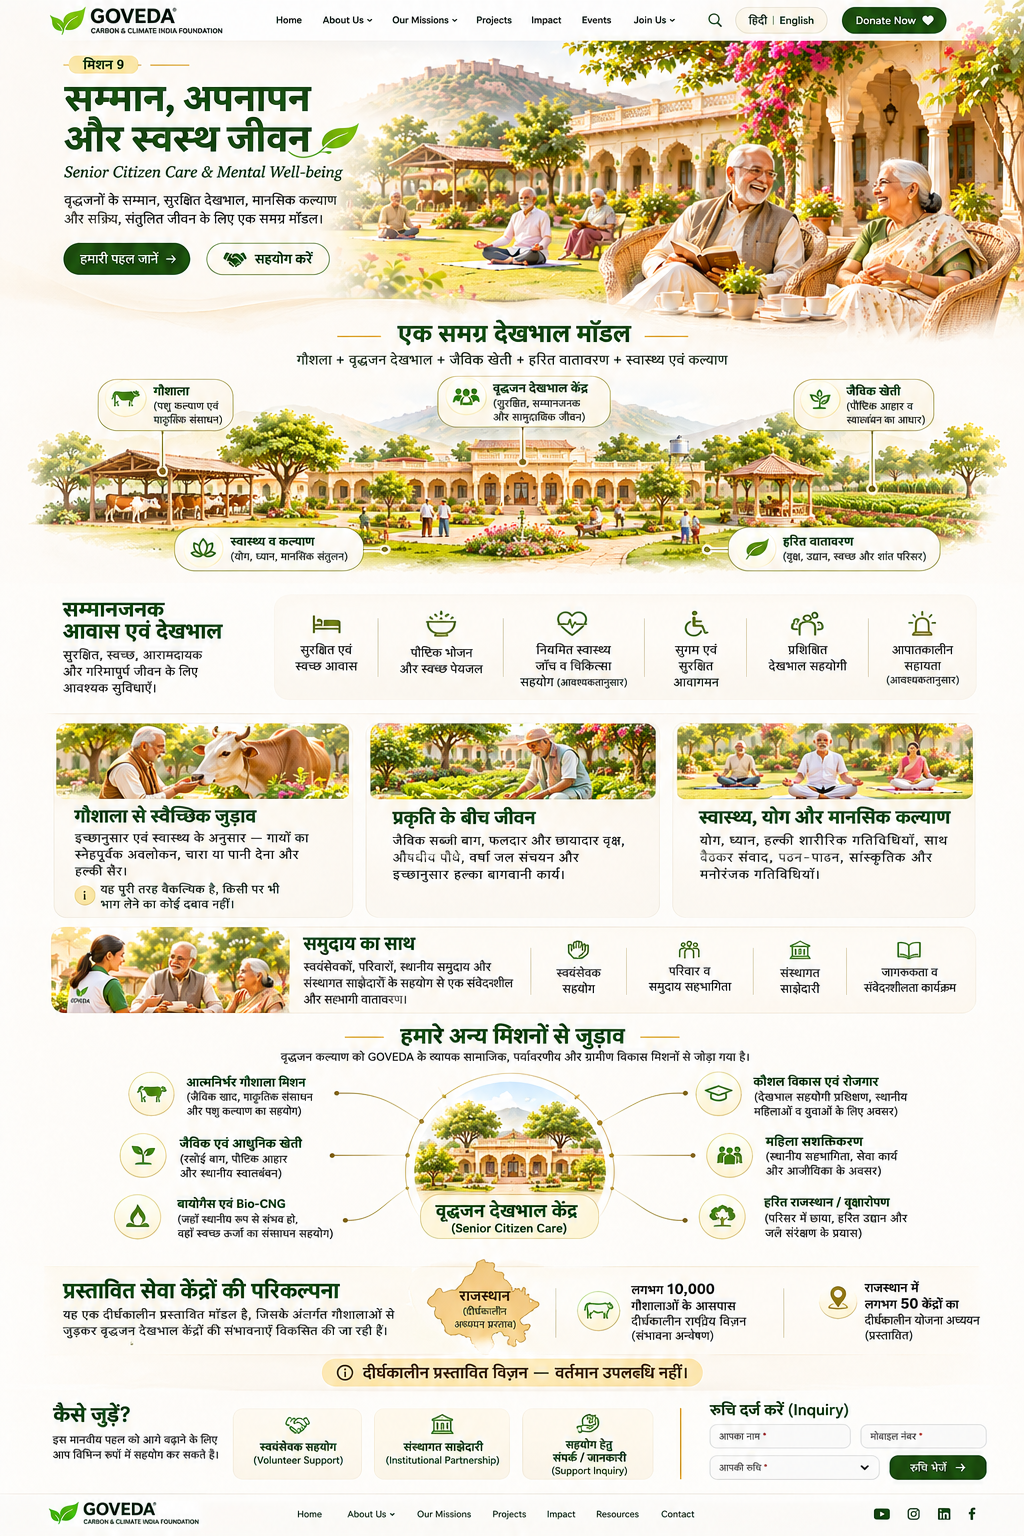 GOVEDA
CARBON & CLIMATE INDIA FOUNDATION
Home
About Us
Our Missions
Projects
Impact
Events
Join Us
हिंदी | English
Donate Now
मिशन 9
सम्मान, अपनापन
और स्वस्थ जीवन
Senior Citizen Care & Mental Well-being
वृद्धजनों के सम्मान, सुरक्षित देखभाल, मानसिक कल्याण
और सक्रिय, संतुलित जीवन के लिए एक समग्र मॉडल।
हमारी पहल जानें →
सहयोग करें
एक समग्र देखभाल मॉडल
गौशाला + वृद्धजन देखभाल + जैविक खेती + हरित वातावरण + स्वास्थ्य एवं कल्याण
गौशाला
(पशु कल्याण एवं
संसाधन)
वृद्धजन देखभाल केंद्र
सम्मानजनक
और सामुदायिक जीवन)
जैविक खेती
(पौष्टिक आहार व
का आधार)
स्वास्थ्य व कल्याण
(योग, ध्यान, मानसिक संतुलन)
हरित वातावरण
(वृक्ष, उद्यान, स्वच्छ और शांत परिसर)
सम्मानजनक
आवास एवं देखभाल
सुरक्षित, स्वच्छ, आरामदायक
और गरिमापूर्ण जीवन के लिए
आवश्यक सुविधाएँ।
सुरक्षित एवं
स्वच्छ आवास
पौष्टिक भोजन
और स्वच्छ पेयजल
नियमित स्वास्थ्य
जाँच व चिकित्सा
सहयोग (आवश्यकतानुसार)
सुगम एवं
सुरक्षित
आवागमन
प्रशिक्षित
देखभाल सहयोगी
आपातकालीन
सहायता
(आवश्यकतानुसार)
गौशाला से स्वैच्छिक जुड़ाव
इच्छानुसार एवं स्वास्थ्य के अनुसार — गायों का
स्नेहपूर्वक अवलोकन, चारा या पानी देना और
हल्की सैर।
i
यह पूरी तरह वैकल्पिक है, किसी पर भी
भाग लेने का कोई दबाव नहीं।
प्रकृति के बीच जीवन
जैविक सब्जी बाग, फलदार और छायादार वृक्ष,
औषधीय पौधे, वर्षा जल संचयन और
इच्छानुसार हल्का बागवानी कार्य।
स्वास्थ्य, योग और मानसिक कल्याण
योग, ध्यान, हल्की शारीरिक गतिविधियाँ, साथ
बैठकर संवाद, पठन-पाठन, सांस्कृतिक और
मनोरंजक गतिविधियाँ।
GOVEDA
समुदाय का साथ
स्वयंसेवकों, परिवारों, स्थानीय समुदाय और
संस्थागत साझेदारों के सहयोग से एक संवेदनशील
और सहभागी वातावरण।
स्वयंसेवक
सहयोग
परिवार व
समुदाय सहभागिता
संस्थागत
साझेदारी
जागरूकता व
संवेदनशीलता कार्यक्रम
हमारे अन्य मिशनों से जुड़ाव
वृद्धजन कल्याण को GOVEDA के व्यापक सामाजिक, पर्यावरणीय और ग्रामीण विकास मिशनों से जोड़ा गया है।
आत्मनिर्भर गौशाला मिशन
(जैविक खाद, संसाधन
और पशु कल्याण का सहयोग)
जैविक एवं आधुनिक खेती
(रसोई बाग, पौष्टिक आहार
और स्थानीय स्वालंबन)
बायोगैस एवं Bio-CNG
(जहाँ स्थानीय रूप से संभव हो,
वहाँ स्वच्छ ऊर्जा का संसाधन सहयोग)
वृद्धजन देखभाल केंद्र
(Senior Citizen Care)
कौशल विकास एवं रोजगार
(देखभाल सहयोगी प्रशिक्षण, स्थानीय
महिलाओं व युवाओं के लिए अवसर)
महिला सशक्तिकरण
(स्थानीय सहभागिता, सेवा कार्य
और आजीविका के अवसर)
हरित राजस्थान / वृक्षारोपण
(परिसर में छाया, हरित उद्यान और
जल संरक्षण के प्रयास)
प्रस्तावित सेवा केंद्रों की परिकल्पना
यह एक दीर्घकालीन प्रस्तावित मॉडल है, जिसके अंतर्गत गौशालाओं से
जुड़कर वृद्धजन देखभाल केंद्रों की संभावनाएँ विकसित की जा रही हैं।
राजस्थान
(दीर्घकालीन
अध्ययन प्रस्ताव)
लगभग 10,000
गौशालाओं के आसपास
दीर्घकालीन राष्ट्रीय विज़न
(संभावना अन्वेषण)
राजस्थान में
लगभग 50 केंद्रों का
दीर्घकालीन योजना अध्ययन
(प्रस्तावित)
दीर्घकालीन प्रस्तावित विज़न — वर्तमान उपलब्धि नहीं।
कैसे जुड़ें?
इस मानवीय पहल को आगे बढ़ाने के लिए
आप विभिन्न रूपों में सहयोग कर सकते हैं।
स्वयंसेवक सहयोग
(Volunteer Support)
संस्थागत साझेदारी
(Institutional Partnership)
सहयोग हेतु
संपर्क / जानकारी
(Support Inquiry)
रुचि दर्ज करें (Inquiry)
आपका नाम *
मोबाइल नंबर *
आपकी रुचि *
रुचि भेजें →
GOVEDA
CARBON & CLIMATE INDIA FOUNDATION
Home
About Us
Our Missions
Projects
Impact
Resources
Contact